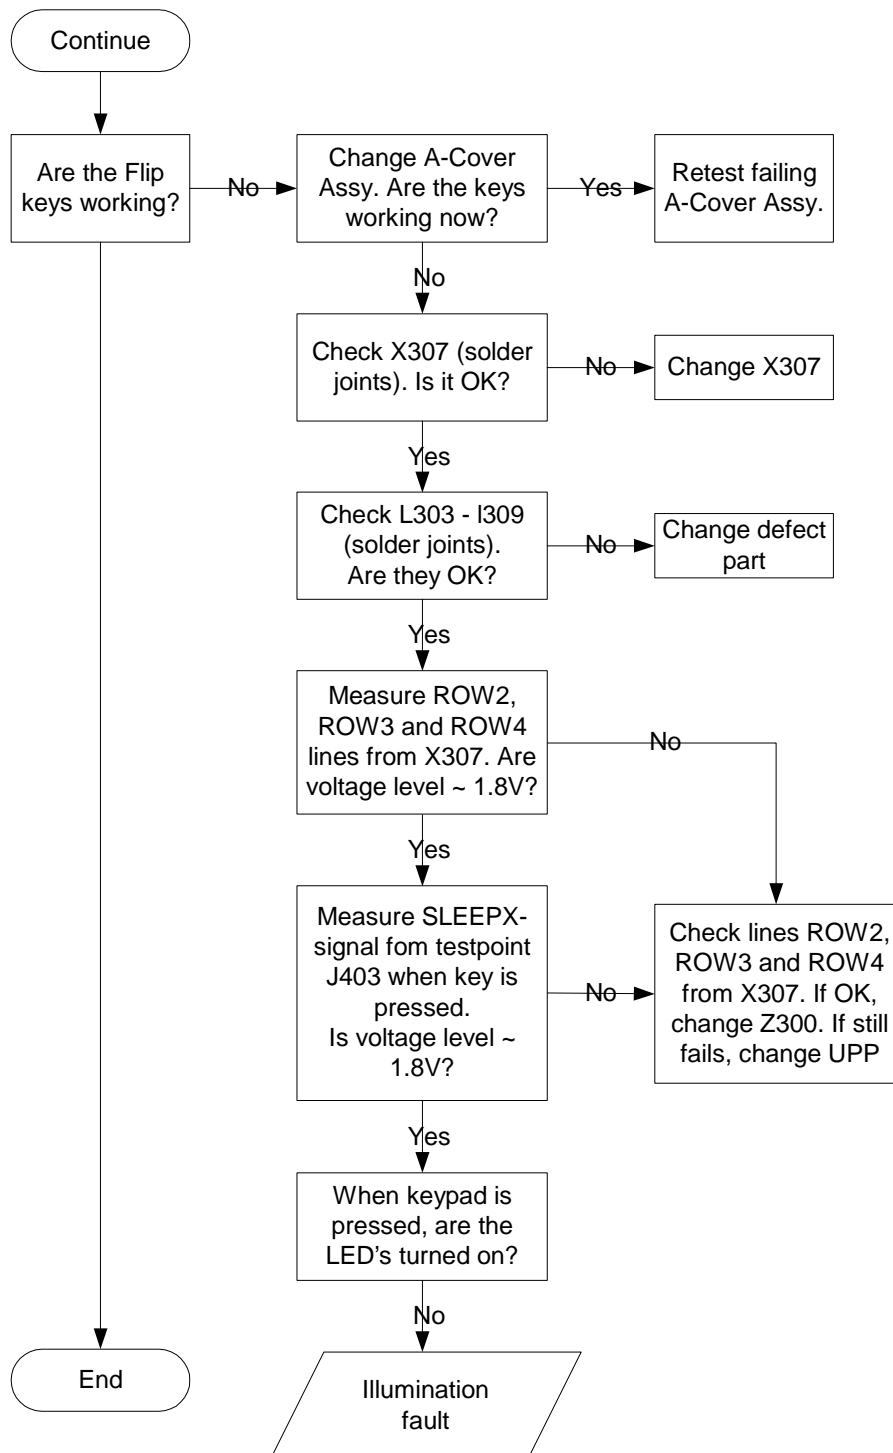 Continue
Are the Flip
keys working?
No
Change A-Cover
Assy. Are the keys
working now?
Yes
Retest failing
A-Cover Assy.
No
Check X307 (solder
joints). Is it OK?
No
Change X307
Yes
Check L303 - l309
(solder joints).
Are they OK?
No
Change defect
part
Yes
Measure ROW2,
ROW3 and ROW4
lines from X307. Are
voltage level ~ 1.8V?
No
Yes
Measure SLEEPX-
signal fom testpoint
J403 when key is
pressed.
Is voltage level ~
1.8V?
No
Check lines ROW2,
ROW3 and ROW4
from X307. If OK,
change Z300. If still
fails, change UPP
Yes
When keypad is
pressed, are the
LED’s turned on?
No
End
Illumination
fault